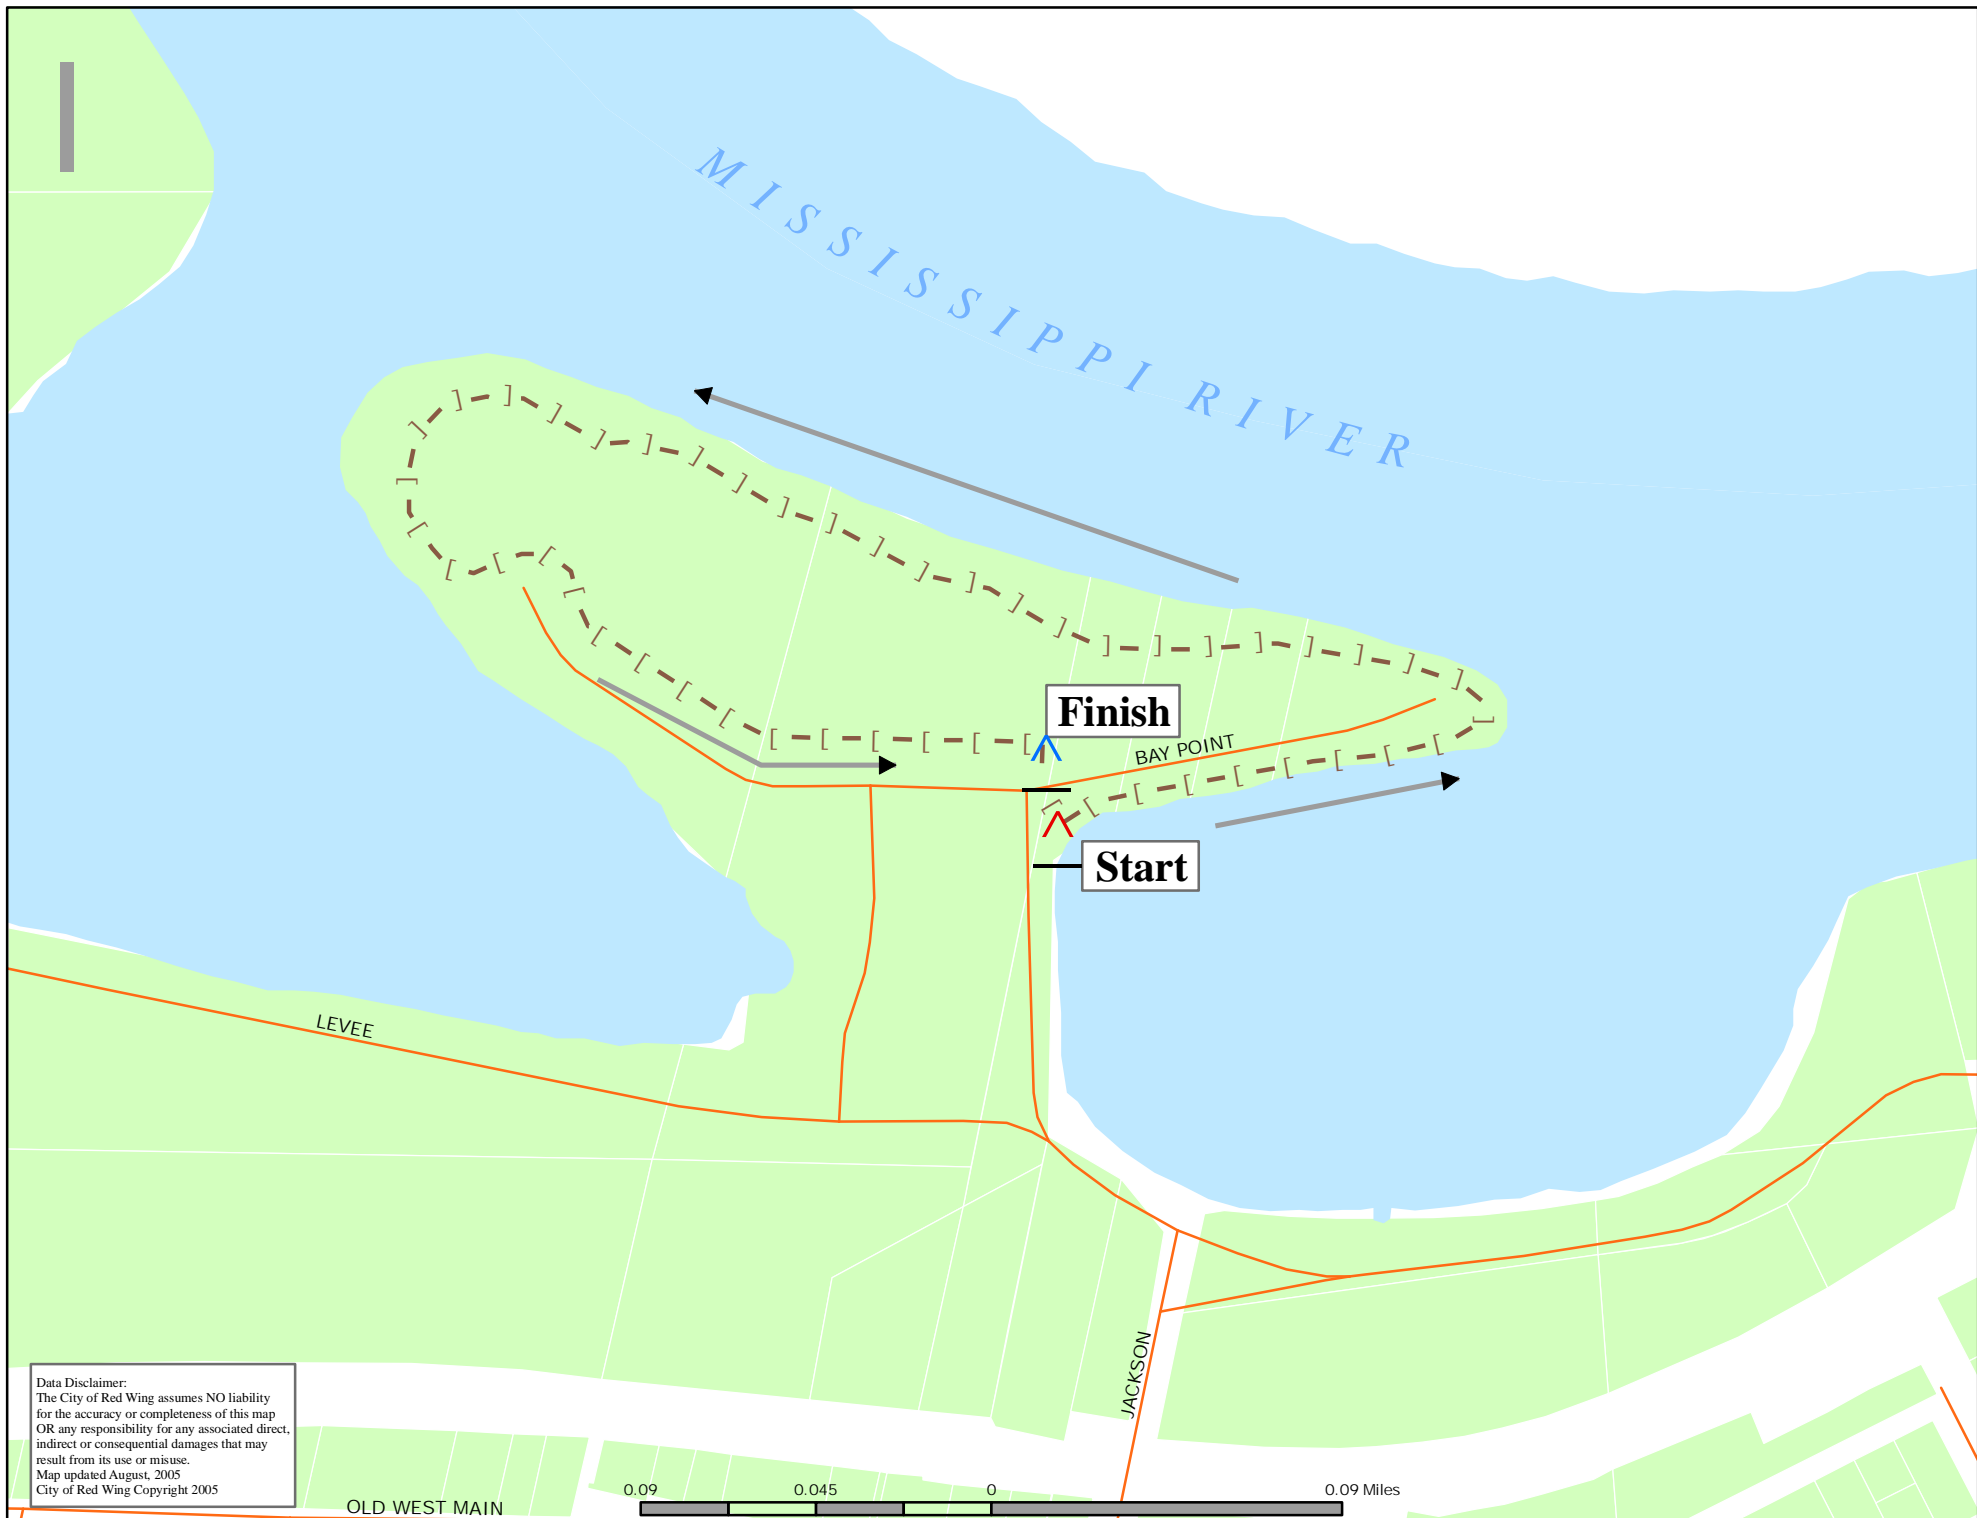 MISSISSIPPI RIVER
Finish
BAY POINT
Start
LEVEE
JACKSON
Data Disclaimer:
The City of Red Wing assumes NO liability
for the accuracy or completeness of this map
OR any responsibility for any associated direct,
indirect or consequential damages that may
result from its use or misuse.
Map updated August, 2005
City of Red Wing Copyright 2005
OLD WEST MAIN
0.09 0.045 0 0.09 Miles